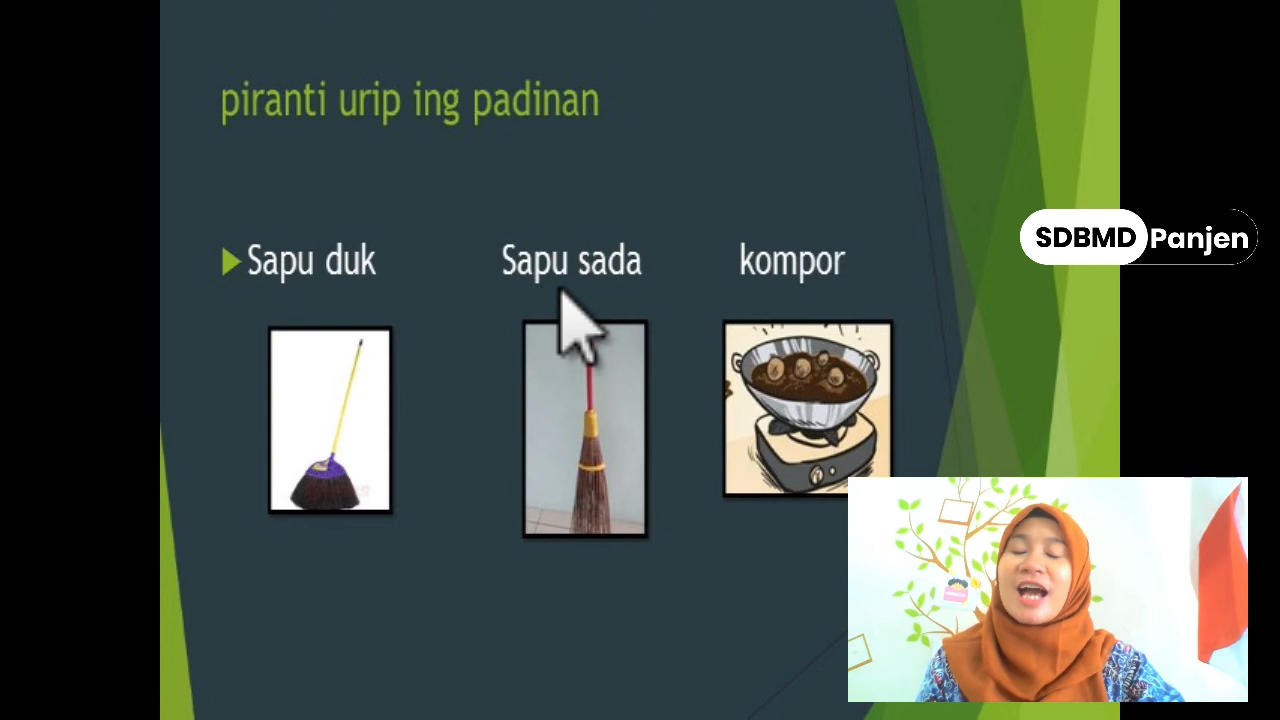 piranti urip ing padinan
Sapu duk Sapu sada kompor
SDBMD Panjen